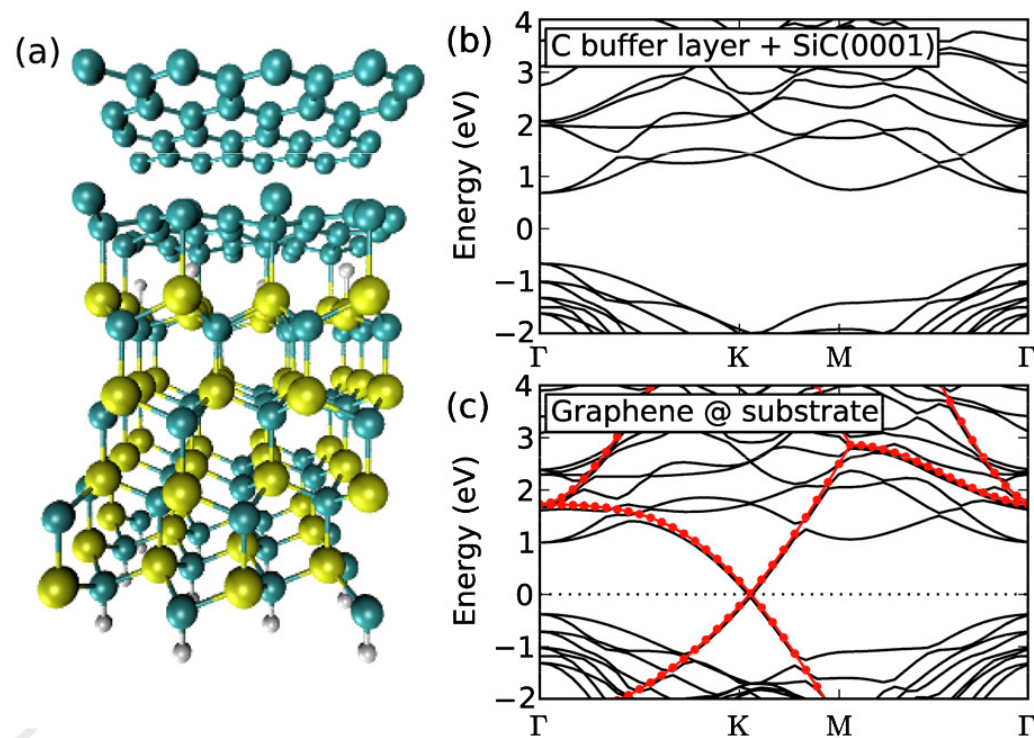 (a)
(b)
C buffer layer + SiC(0001)
Energy (eV)
4
3
2
1
0
−1
−2
Γ K M Γ
(c)
Graphene @ substrate
Energy (eV)
4
3
2
1
0
−1
−2
Γ K M Γ